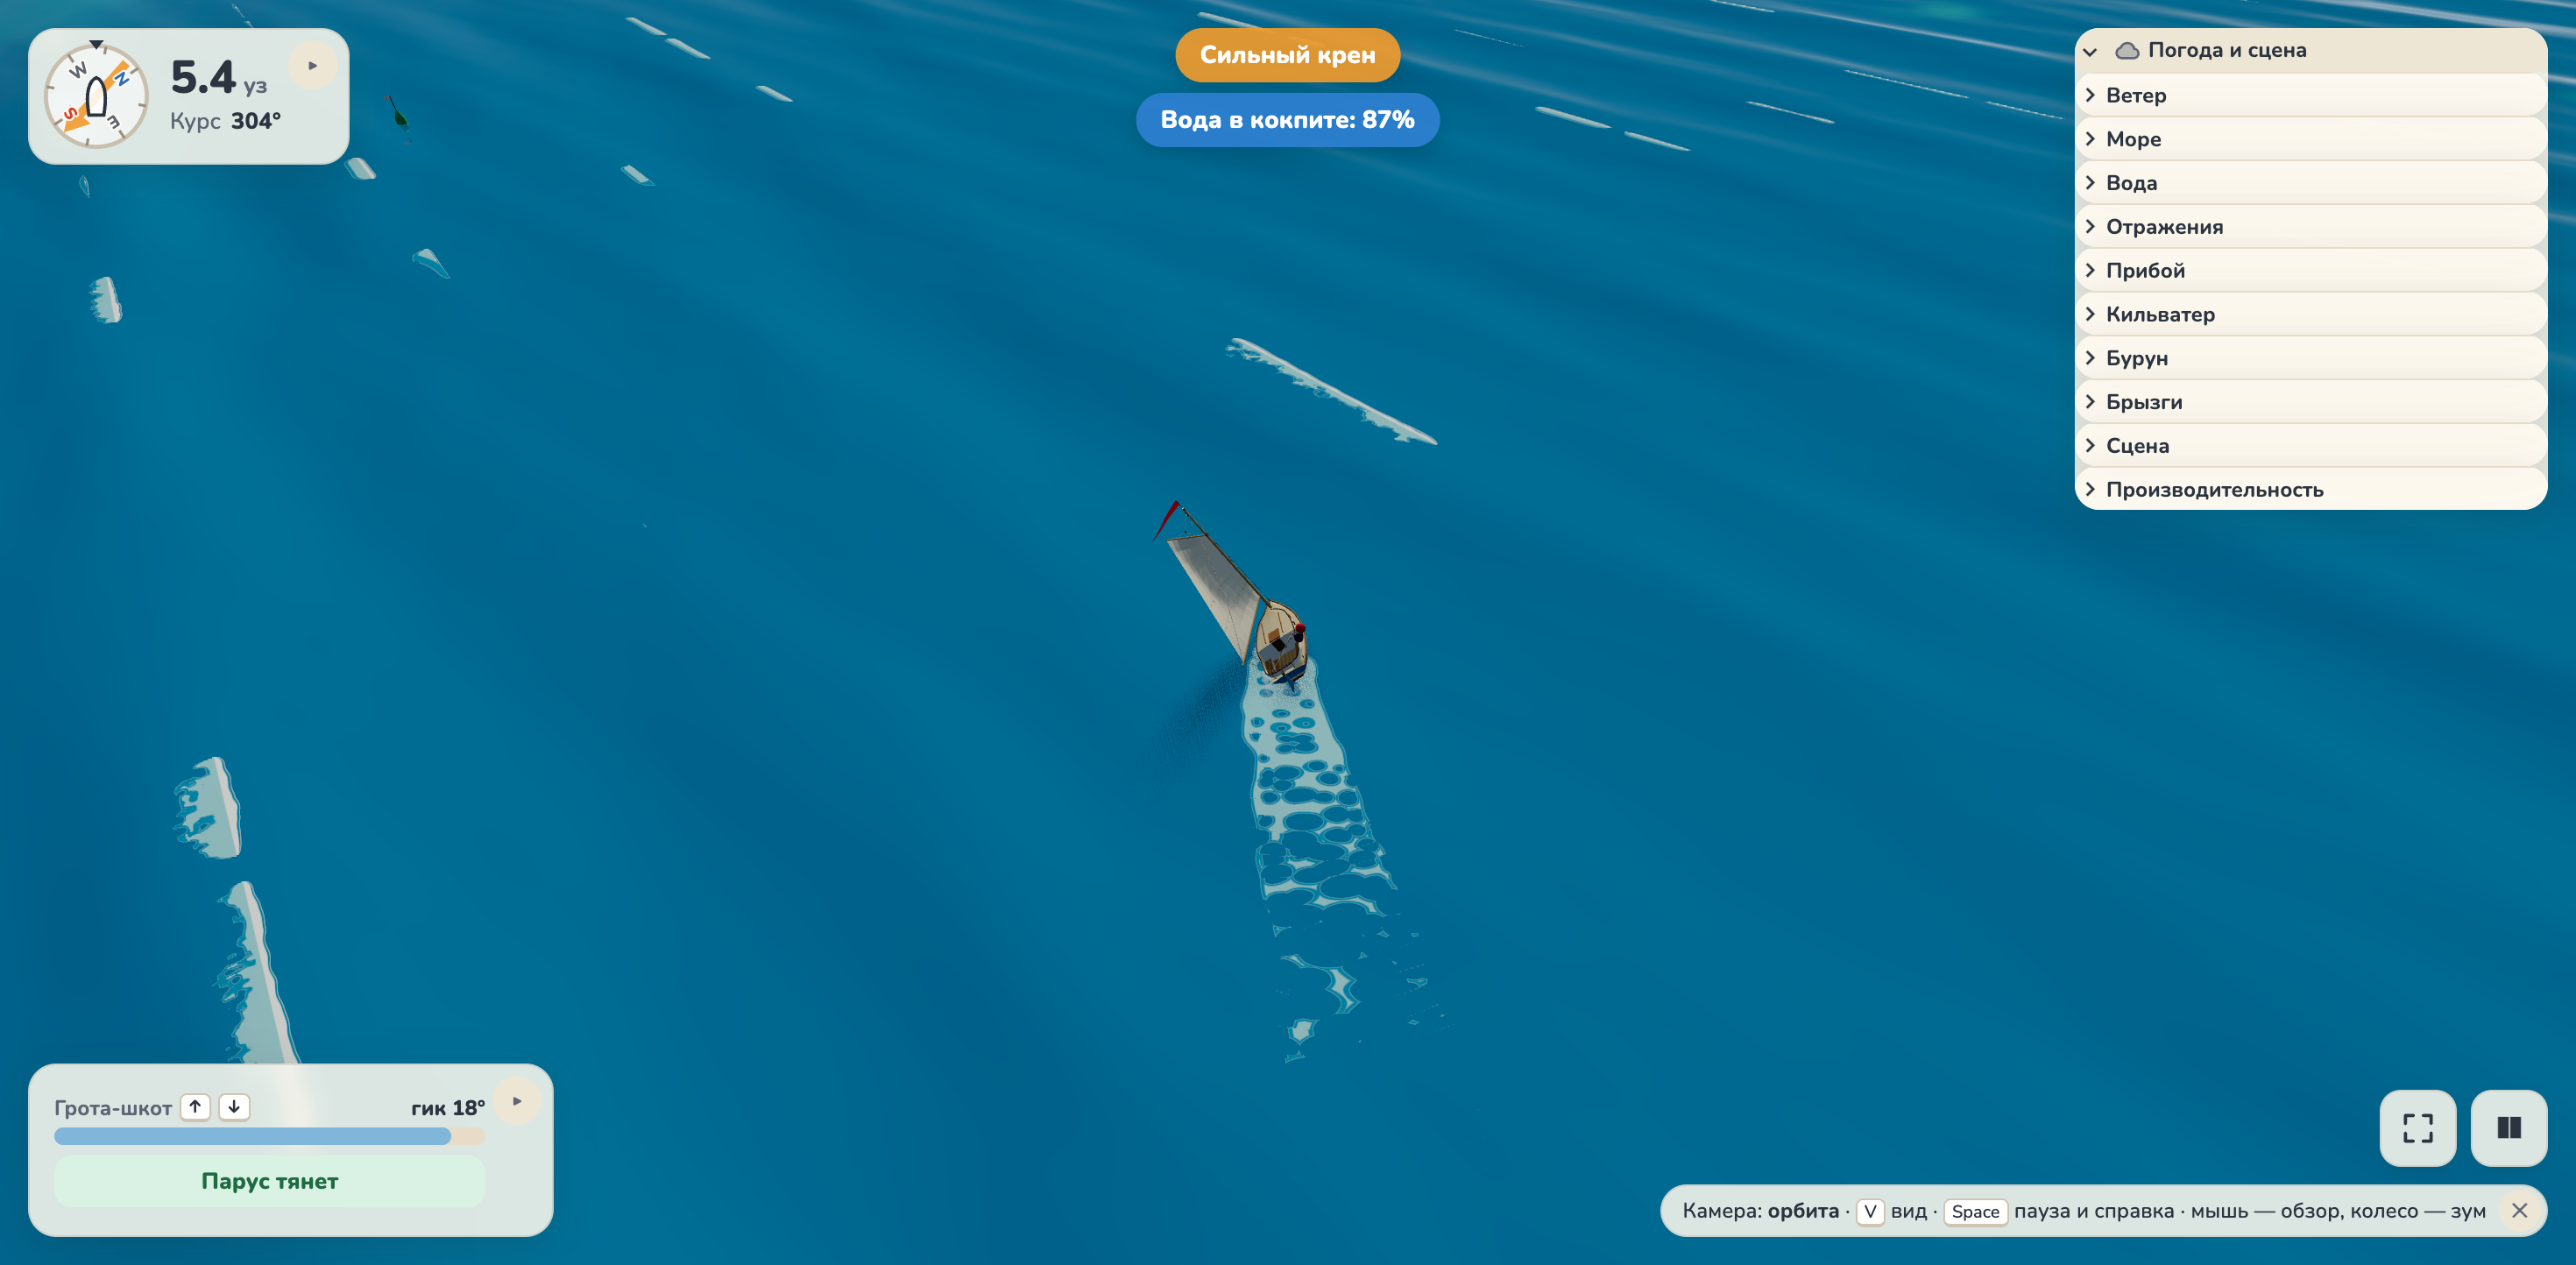 W N
S E
5.4 уз
Курс 304°
Сильный крен
Вода в кокпите: 87%
Погода и сцена
Ветер
Море
Вода
Отражения
Прибой
Кильватер
Бурун
Брызги
Сцена
Производительность
Грота-шкот ↑ ↓ гик 18°
Парус тянет
Камера: орбита · V вид · Space пауза и справка · мышь — обзор, колесо — зум